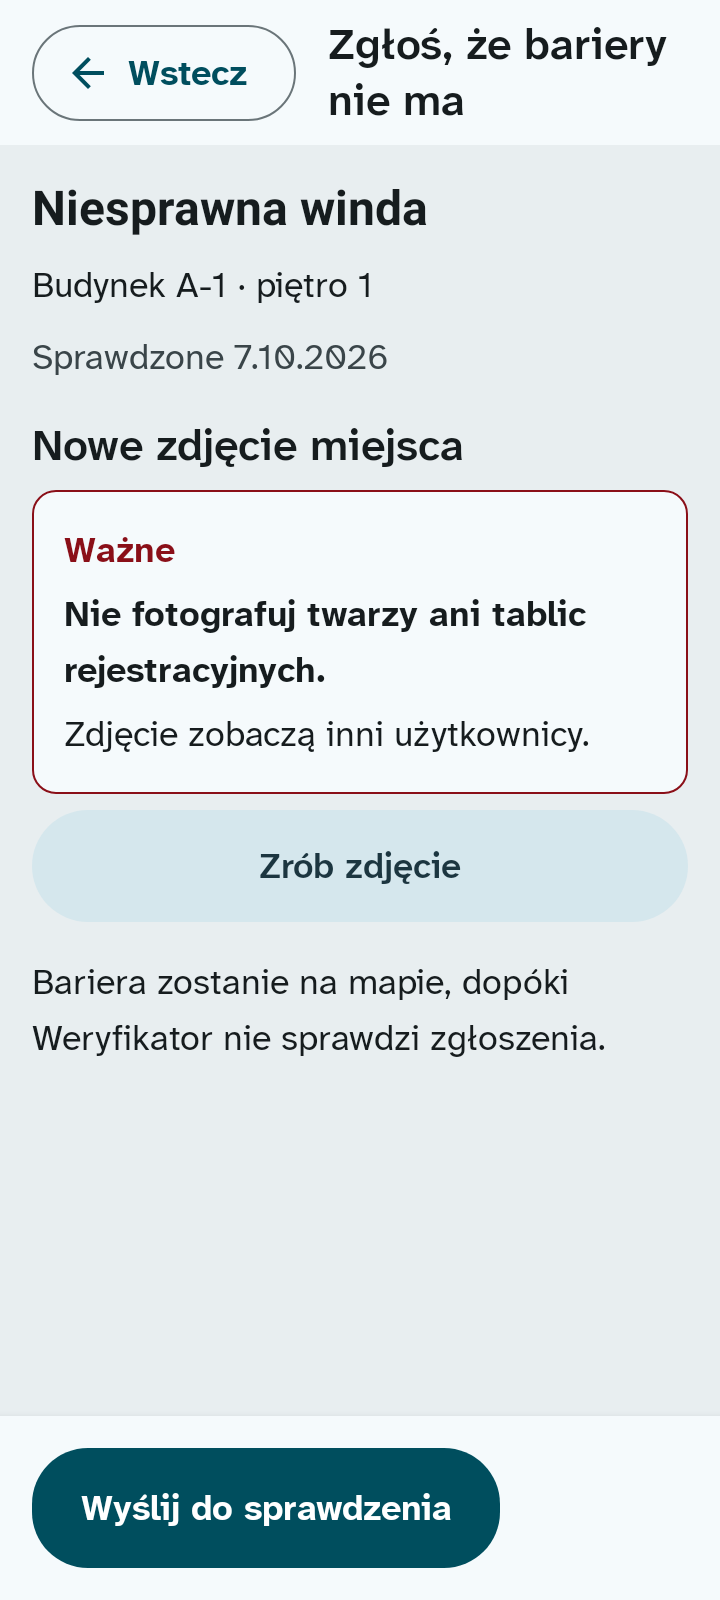 Wstecz
Zgłoś, że bariery
nie ma
Niesprawna winda
Budynek A-1 · piętro 1
Sprawdzone 7.10.2026
Nowe zdjęcie miejsca
Ważne
Nie fotografuj twarzy ani tablic
rejestracyjnych.
Zdjęcie zobaczą inni użytkownicy.
Zrób zdjęcie
Bariera zostanie na mapie, dopóki
Weryfikator nie sprawdzi zgłoszenia.
Wyślij do sprawdzenia